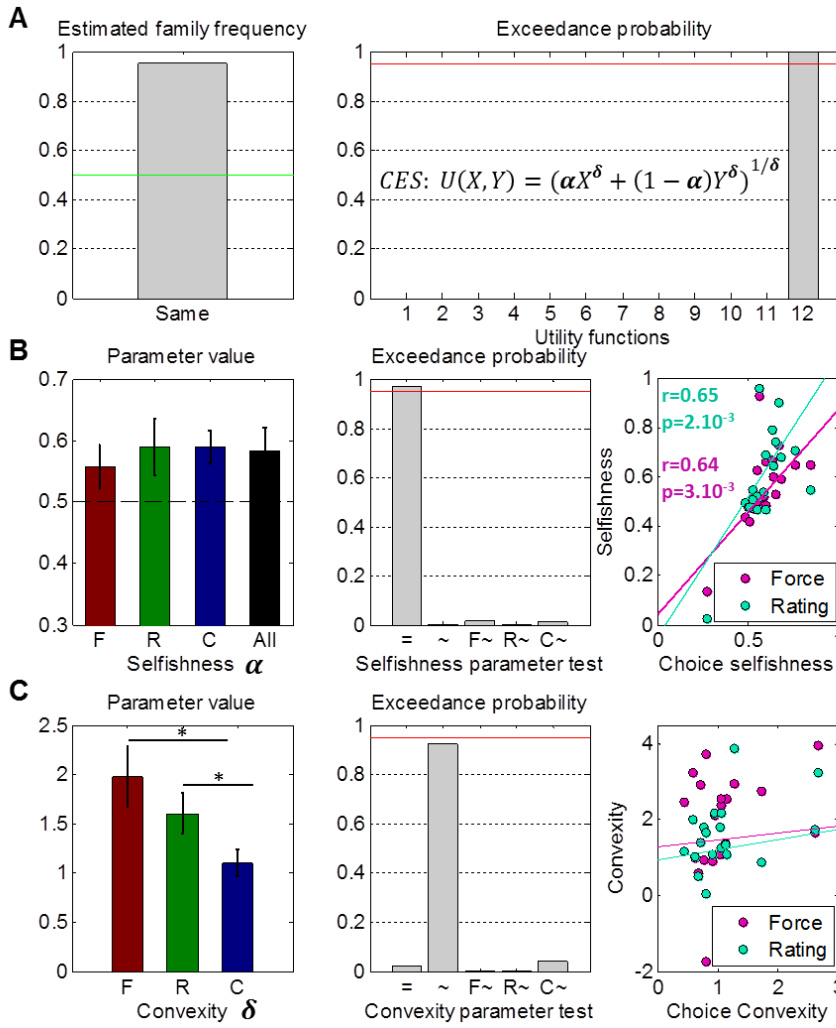 A
Estimated family frequency
Exceedance probability
1
0.8
0.6
0.4
0.2
0
Same
1
0.8
0.6
0.4
0.2
0
CES: U(X,Y) = (αX^δ + (1 − α)Y^δ)^1/δ
1 2 3 4 5 6 7 8 9 10 11 12
Utility functions
B
Parameter value
0.7
0.6
0.5
0.4
0.3
F R C All
Selfishness α
Exceedance probability
1
0.8
0.6
0.4
0.2
0
= ~ F~ R~ C~
Selfishness parameter test
Selfishness
1
0.8
0.6
0.4
0.2
0
r=0.65
p=2.10⁻³
r=0.64
p=3.10⁻³
Force
Rating
0 0.5 1
Choice selfishness
C
Parameter value
2.5
2
1.5
1
0.5
0
* *
F R C
Convexity δ
Exceedance probability
1
0.8
0.6
0.4
0.2
0
= ~ F~ R~ C~
Convexity parameter test
Convexity
4
2
0
-2
Force
Rating
0 1 2 3
Choice Convexity